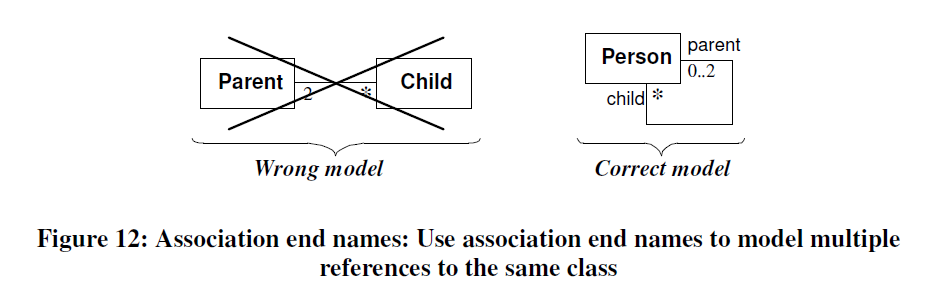 Parent
2
*
Child
Wrong model
Person
parent
0..2
child
*
Correct model
Figure 12: Association end names: Use association end names to model multiple
references to the same class